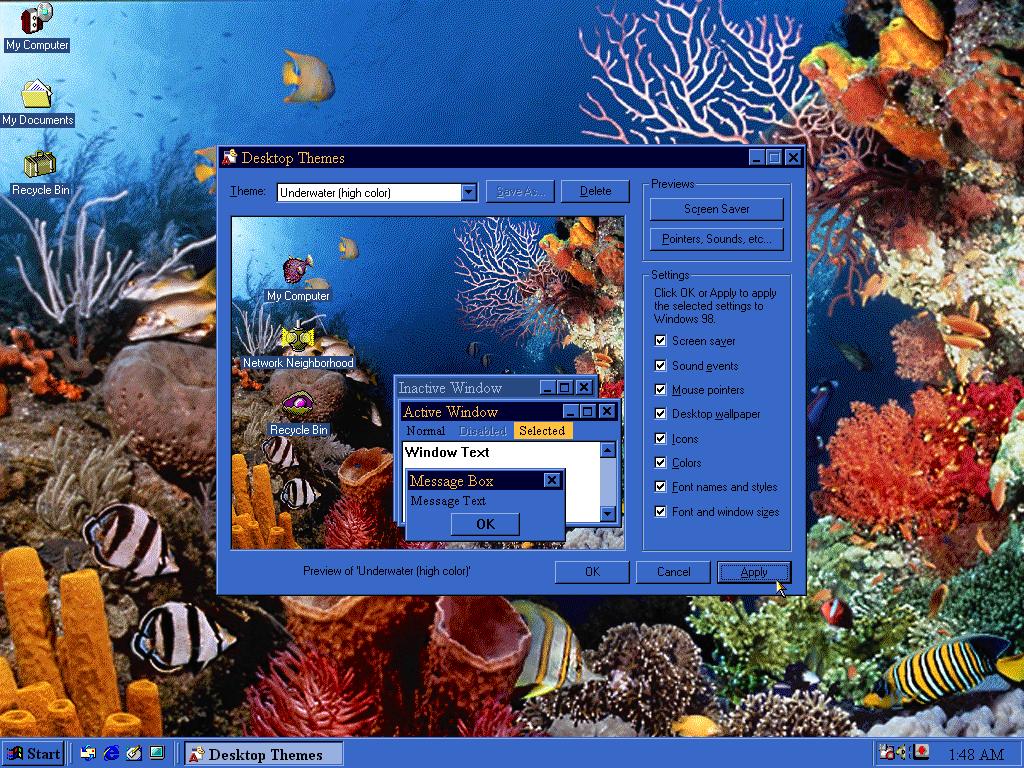 My Computer
My Documents
Recycle Bin
Desktop Themes
Theme:
Underwater (high color)
Save As...
Delete
Previews
Screen Saver
Pointers, Sounds, etc...
My Computer
Network Neighborhood
Recycle Bin
Inactive Window
Active Window
Normal Disabled Selected
Window Text
Message Box
Message Text
OK
Settings
Click OK or Apply to apply
the selected settings to
Windows 98.
Screen saver
Sound events
Mouse pointers
Desktop wallpaper
Icons
Colors
Font names and styles
Font and window sizes
Preview of 'Underwater (high color)'
OK
Cancel
Apply
Start
Desktop Themes
1:48 AM